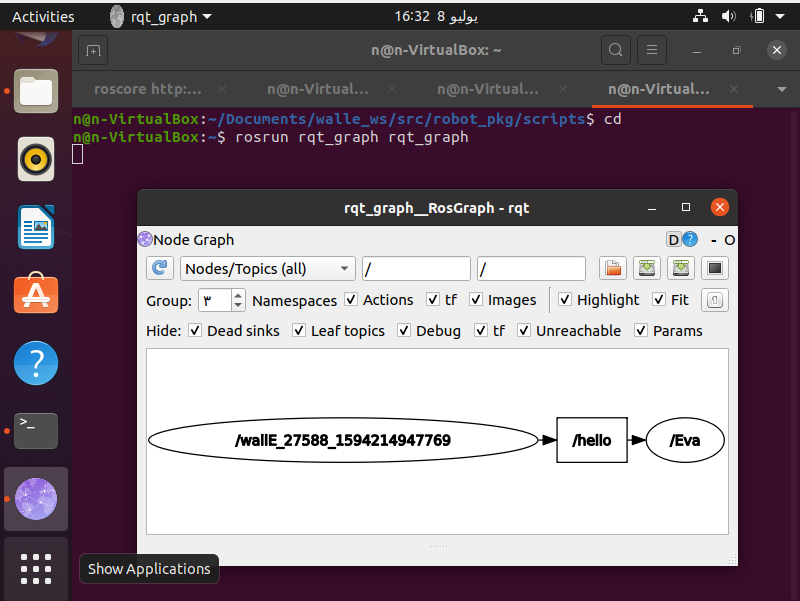 Activities rqt_graph 16:32 8 يوليو
n@n-VirtualBox: ~
roscore http:... n@n-Virtual... n@n-Virtual... n@n-Virtual...
n@n-VirtualBox:~/Documents/walle_ws/src/robot_pkg/scripts$ cd
n@n-VirtualBox:~$ rosrun rqt_graph rqt_graph
rqt_graph__RosGraph - rqt
Node Graph D ? - O
Nodes/Topics (all) / /
Group: ٣ Namespaces Actions tf Images Highlight Fit
Hide: Dead sinks Leaf topics Debug tf Unreachable Params
/wallE_27588_1594214947769 /hello /Eva
Show Applications